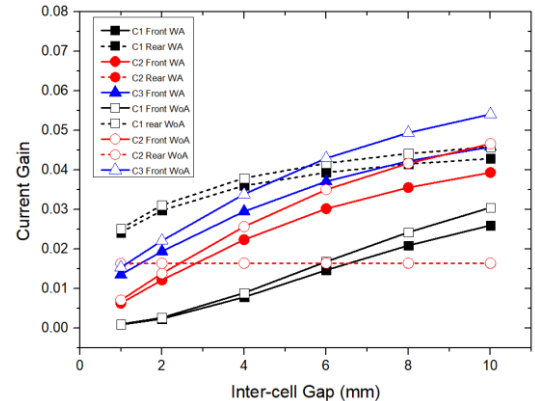 0.08
0.07
0.06
0.05
0.04
0.03
0.02
0.01
0.00
Current Gain
C1 Front WA
C1 Rear WA
C2 Front WA
C2 Rear WA
C3 Front WA
C1 Front WoA
C1 rear WoA
C2 Front WoA
C2 Rear WoA
C3 Front WoA
0 2 4 6 8 10
Inter-cell Gap (mm)